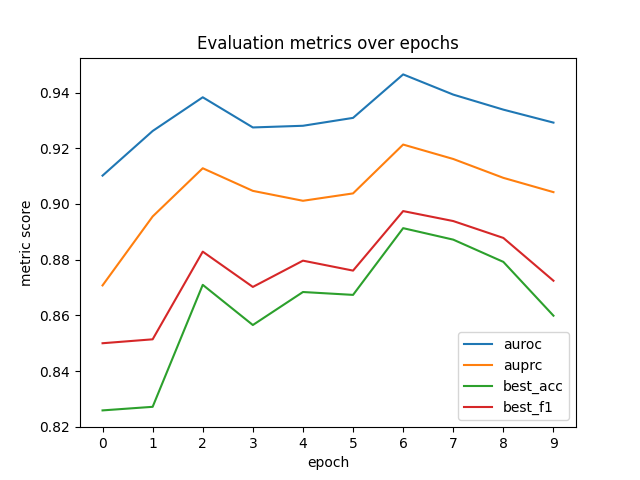 Evaluation metrics over epochs
metric score
0.94
0.92
0.90
0.88
0.86
0.84
0.82
auroc
auprc
best_acc
best_f1
0 1 2 3 4 5 6 7 8 9
epoch